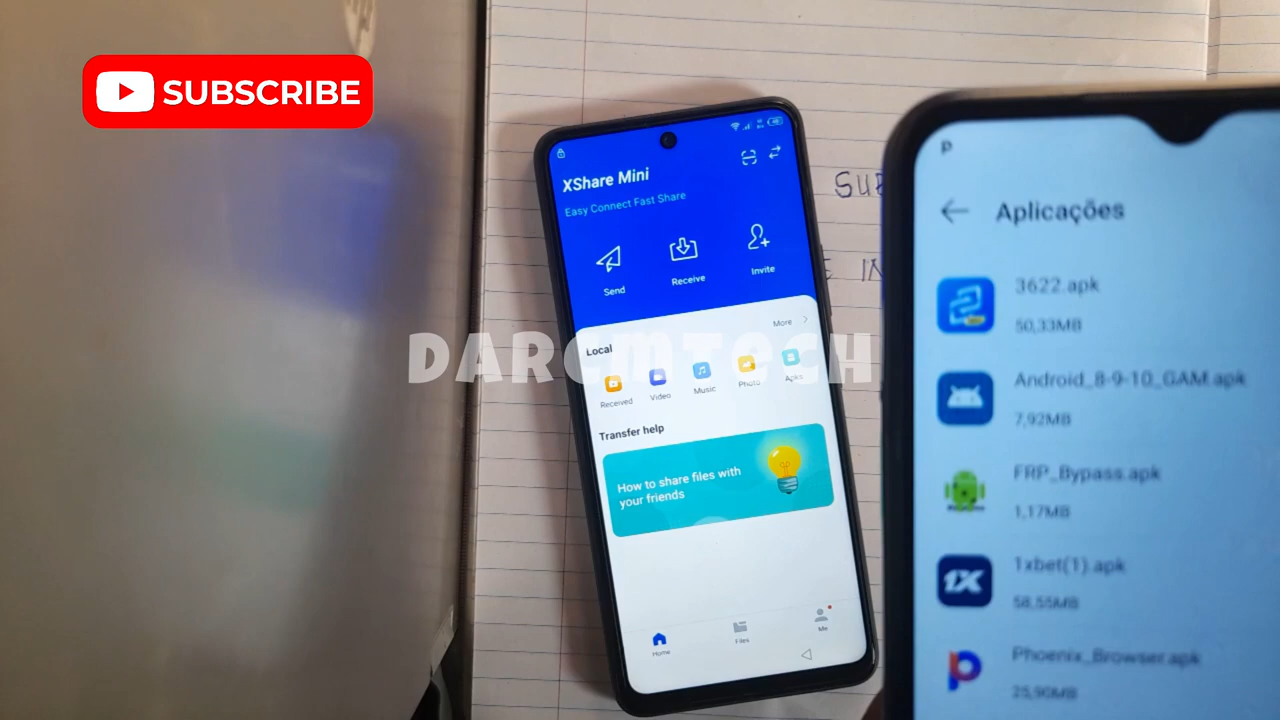 SUBSCRIBE
XShare Mini
Easy Connect Fast Share
Send
Receive
Invite
More
Local
Received
Video
Music
Photo
Apks
Transfer help
How to share files with
your friends
Home
Files
Me
DARCMTECH
Aplicações
3622.apk
50,33MB
Android_8-9-10_GAM.apk
7,92MB
FRP_Bypass.apk
1,17MB
1xbet(1).apk
58,55MB
Phoenix_Browser.apk
25,90MB